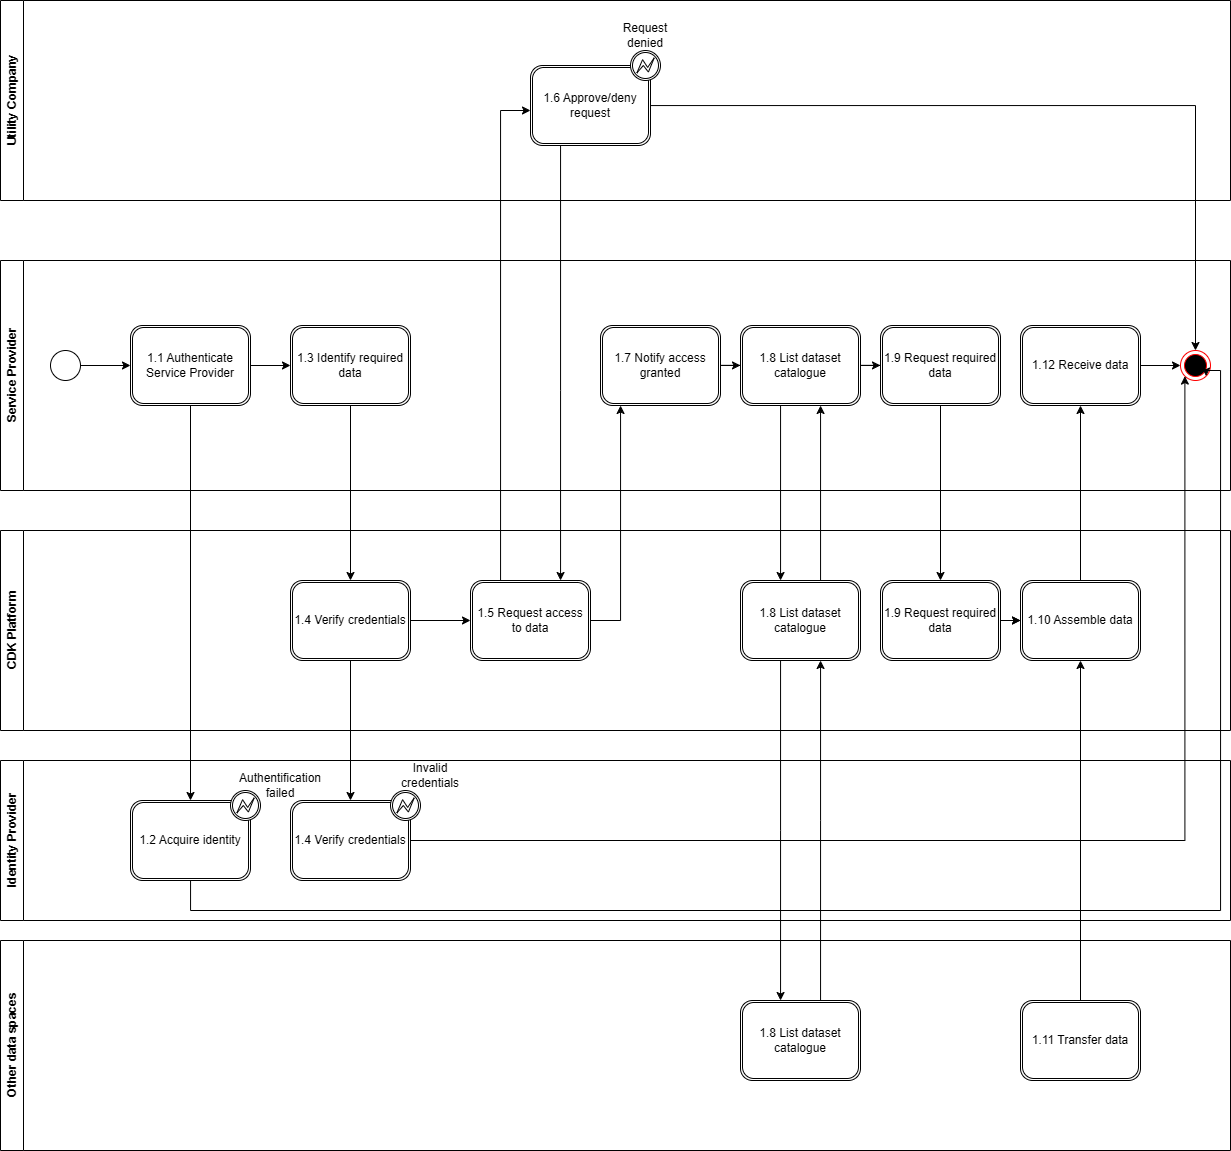 Utility Company
Request
denied
1.6 Approve/deny
request
Service Provider
1.1 Authenticate
Service Provider
1.3 Identify required
data
1.7 Notify access
granted
1.8 List dataset
catalogue
1.9 Request required
data
1.12 Receive data
CDK Platform
1.4 Verify credentials
1.5 Request access
to data
1.8 List dataset
catalogue
1.9 Request required
data
1.10 Assemble data
Identity Provider
Authentification
failed
Invalid
credentials
1.2 Acquire identity
1.4 Verify credentials
Other data spaces
1.8 List dataset
catalogue
1.11 Transfer data